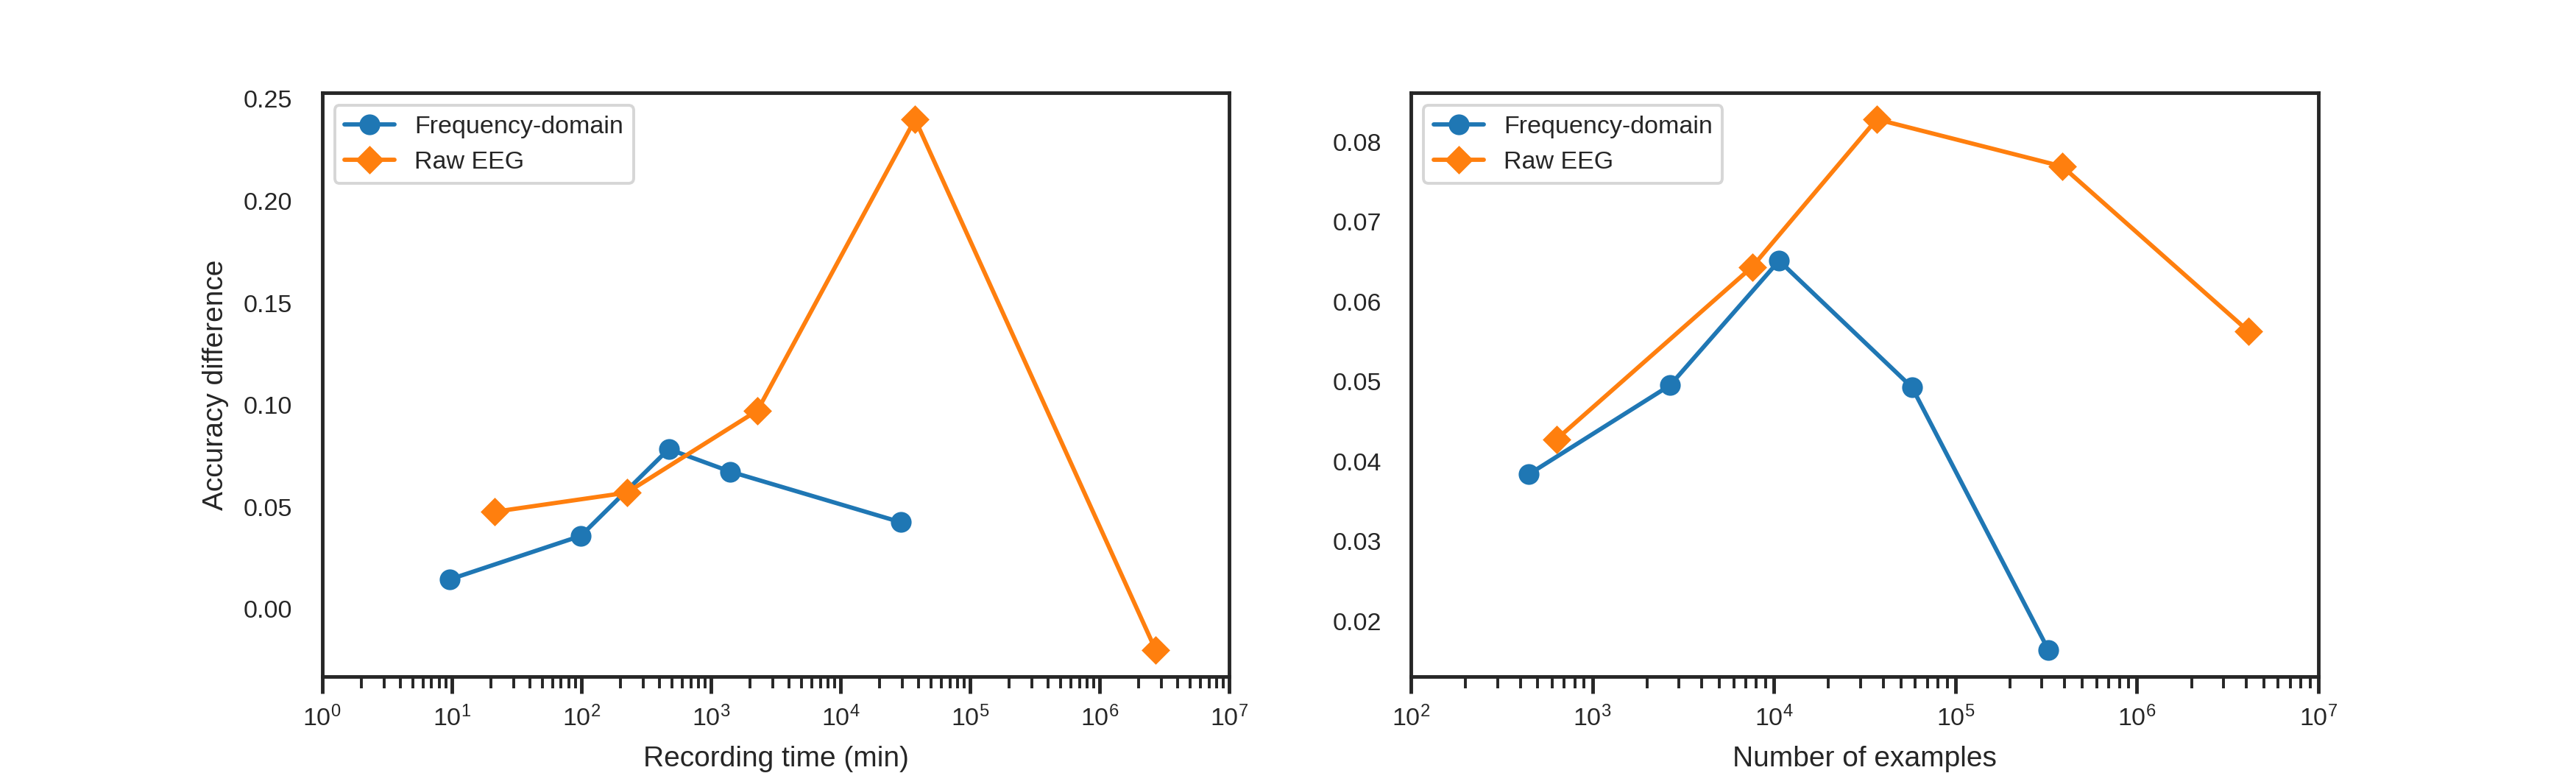 Frequency-domain
Raw EEG
0.25
0.20
0.15
0.10
0.05
0.00
Accuracy difference
10⁰ 10¹ 10² 10³ 10⁴ 10⁵ 10⁶ 10⁷
Recording time (min)
Frequency-domain
Raw EEG
0.08
0.07
0.06
0.05
0.04
0.03
0.02
10² 10³ 10⁴ 10⁵ 10⁶ 10⁷
Number of examples